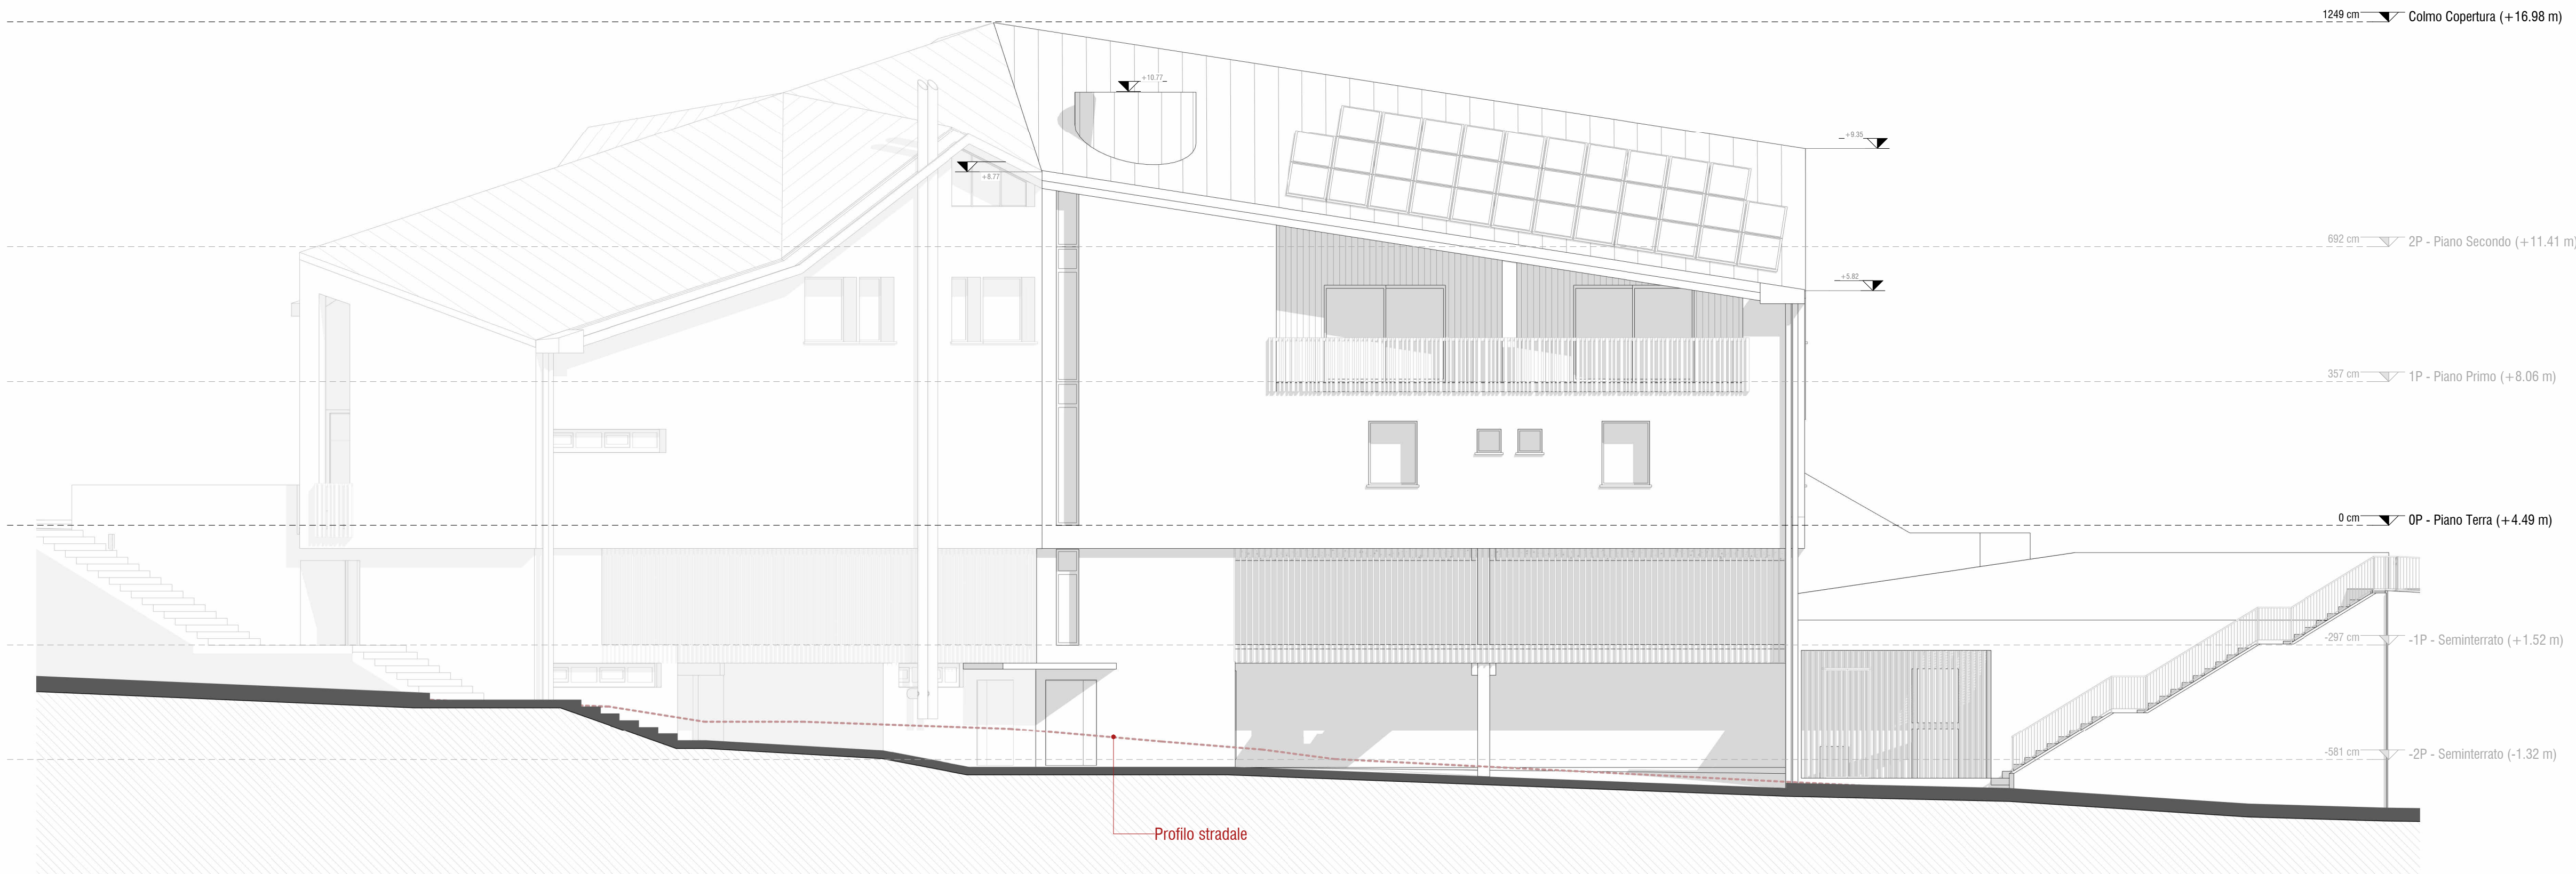 1249 cm Colmo Copertura (+16.98 m)
+10.77
+9.35
+8.77
692 cm 2P - Piano Secondo (+11.41 m)
+5.82
357 cm 1P - Piano Primo (+8.06 m)
0 cm 0P - Piano Terra (+4.49 m)
-297 cm -1P - Seminterrato (+1.52 m)
-581 cm -2P - Seminterrato (-1.32 m)
Profilo stradale